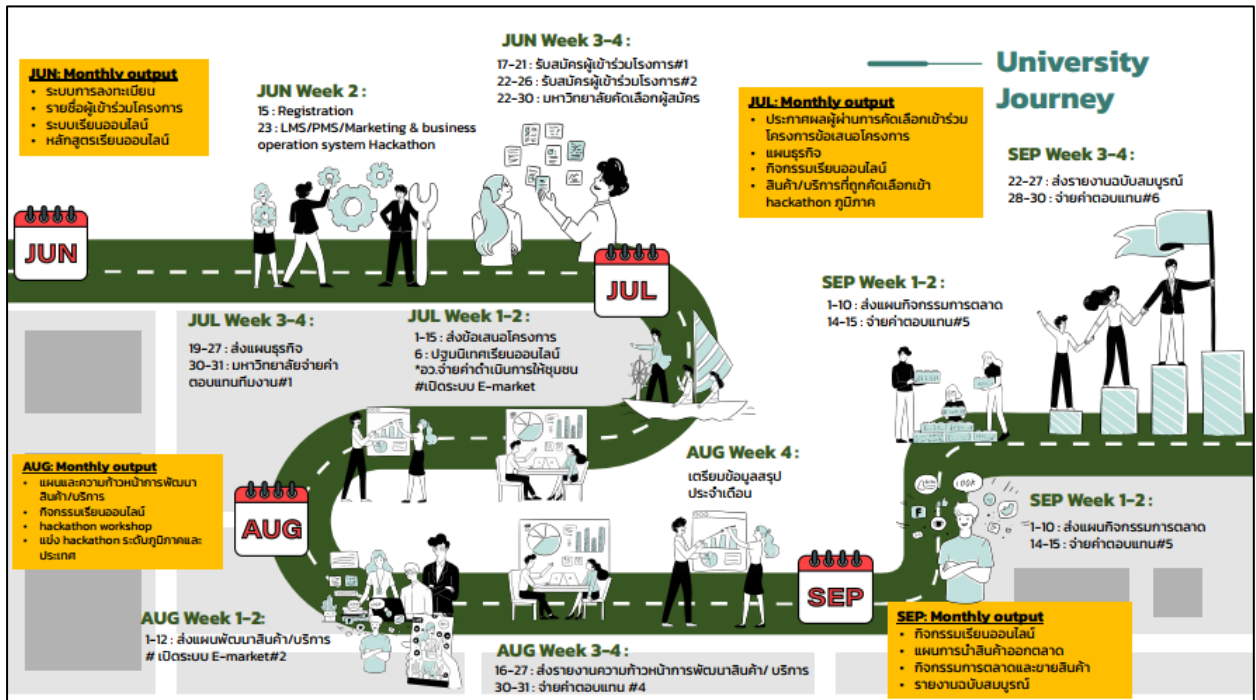 University
Journey
JUN: Monthly output
• ระบบการลงทะเบียน
• รายชื่อผู้เข้าร่วมโครงการ
• ระบบเรียนออนไลน์
• หลักสูตรเรียนออนไลน์
JUN Week 2 :
15 : Registration
23 : LMS/PMS/Marketing & business
operation system Hackathon
JUN Week 3-4 :
17-21 : รับสมัครผู้เข้าร่วมโรงการ#1
22-26 : รับสมัครผู้เข้าร่วมโรงการ#2
22-30 : มหาวิทยาลัยคัดเลือกผู้สมัคร
JUL: Monthly output
• ประกาศผลผู้ผ่านการคัดเลือกเข้าร่วม
โครงการข้อเสนอโครงการ
• แผนธุรกิจ
• กิจกรรมเรียนออนไลน์
• สินค้า/บริการที่ถูกคัดเลือกเข้า
hackathon ภูมิภาค
SEP Week 3-4 :
22-27 : ส่งรายงานฉบับสมบูรณ์
28-30 : จ่ายค่าตอบแทน#6
JUN
JUL
SEP Week 1-2 :
1-10 : ส่งแผนกิจกรรมการตลาด
14-15 : จ่ายค่าตอบแทน#5
JUL Week 3-4 :
19-27 : ส่งแผนธุรกิจ
30-31 : มหาวิทยาลัยจ่ายค่า
ตอบแทนทีมงาน#1
JUL Week 1-2 :
1-15 : ส่งข้อเสนอโครงการ
6 : ปฐมนิเทศเรียนออนไลน์
*อว.จ่ายค่าดำเนินการให้ชุมชน
#เปิดระบบ E-market
AUG: Monthly output
• แผนและความก้าวหน้าการพัฒนา
สินค้า/บริการ
• กิจกรรมเรียนออนไลน์
• hackathon workshop
• แข่ง hackathon ระดับภูมิภาคและ
ประเทศ
AUG
AUG Week 4 :
เตรียมข้อมูลสรุป
ประจำเดือน
SEP Week 1-2 :
1-10 : ส่งแผนกิจกรรมการตลาด
14-15 : จ่ายค่าตอบแทน#5
SEP
AUG Week 1-2:
1-12 : ส่งแผนพัฒนาสินค้า/บริการ
# เปิดระบบ E-market#2
AUG Week 3-4 :
16-27 : ส่งรายงานความก้าวหน้าการพัฒนาสินค้า/ บริการ
30-31 : จ่ายค่าตอบแทน #4
SEP: Monthly output
• กิจกรรมเรียนออนไลน์
• แผนการนำสินค้าออกตลาด
• กิจกรรมการตลาดและขายสินค้า
• รายงานฉบับสมบูรณ์